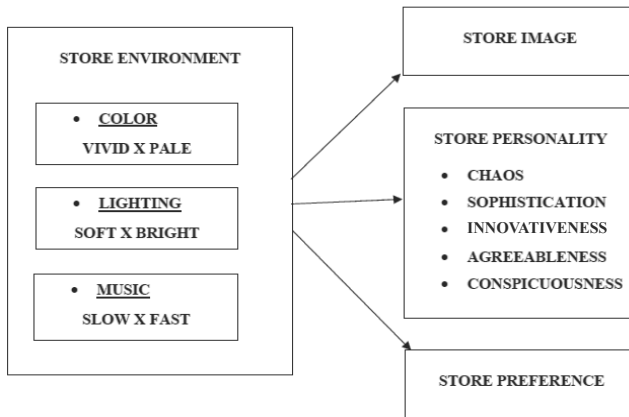 STORE ENVIRONMENT
• COLOR
VIVID X PALE
• LIGHTING
SOFT X BRIGHT
• MUSIC
SLOW X FAST
STORE IMAGE
STORE PERSONALITY
• CHAOS
• SOPHISTICATION
• INNOVATIVENESS
• AGREEABLENESS
• CONSPICUOUSNESS
STORE PREFERENCE